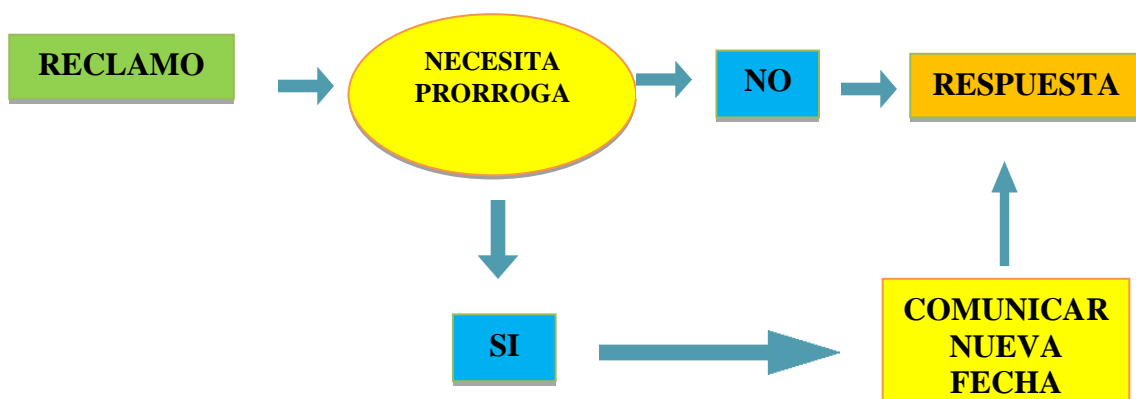 RECLAMO
NECESITA
PRORROGA
NO
RESPUESTA
SI
COMUNICAR
NUEVA
FECHA